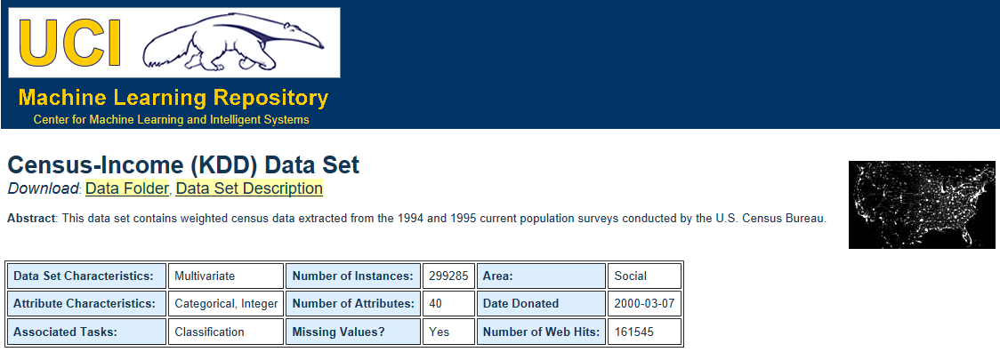 UCI
Machine Learning Repository
Center for Machine Learning and Intelligent Systems
Census-Income (KDD) Data Set
Download: Data Folder, Data Set Description
Abstract: This data set contains weighted census data extracted from the 1994 and 1995 current population surveys conducted by the U.S. Census Bureau.
Data Set Characteristics: Multivariate Number of Instances: 299285 Area: Social
Attribute Characteristics: Categorical, Integer Number of Attributes: 40 Date Donated 2000-03-07
Associated Tasks: Classification Missing Values? Yes Number of Web Hits: 161545